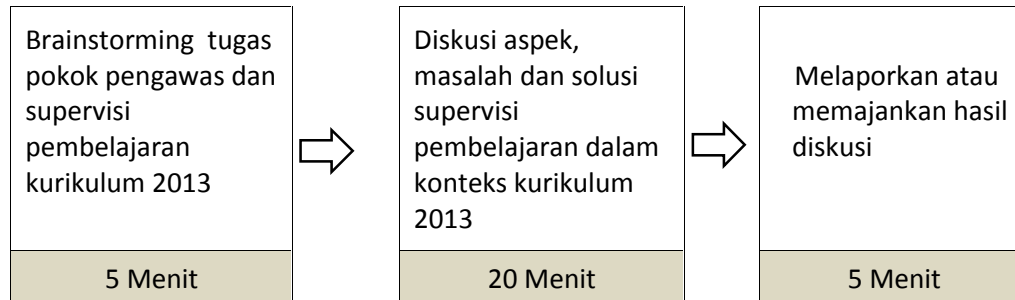 Brainstorming tugas
pokok pengawas dan
supervisi
pembelajaran
kurikulum 2013
5 Menit
Diskusi aspek,
masalah dan solusi
supervisi
pembelajaran dalam
konteks kurikulum
2013
20 Menit
Melaporkan atau
memajankan hasil
diskusi
5 Menit